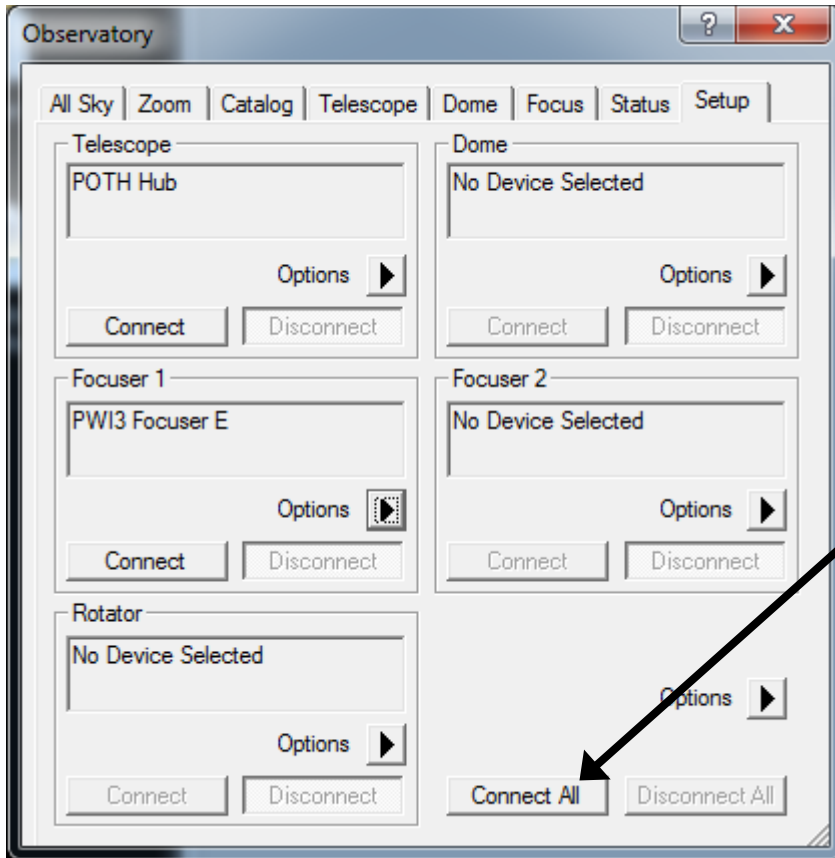 Observatory
? X
All Sky Zoom Catalog Telescope Dome Focus Status Setup
Telescope
POTH Hub
Options
Connect Disconnect
Dome
No Device Selected
Options
Connect Disconnect
Focuser 1
PWI3 Focuser E
Options
Connect Disconnect
Focuser 2
No Device Selected
Options
Connect Disconnect
Rotator
No Device Selected
Options
Connect Disconnect
Options
Connect All Disconnect All